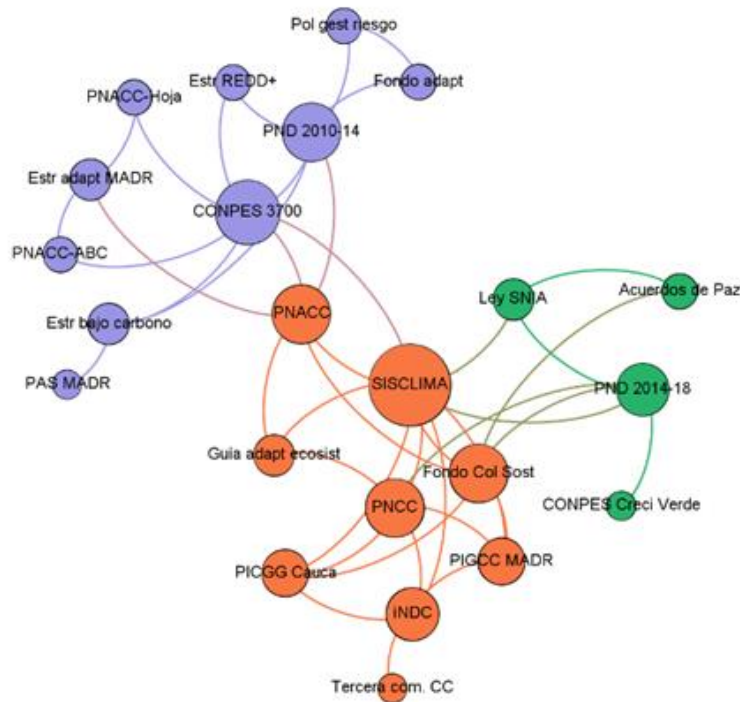 Pol gest riesgo
Estr REDD+
Fondo adapt
PNACC-Hoja
PND 2010-14
Estr adapt MADR
CONPES 3700
PNACC-ABC
Acuerdos de Paz
Ley SNIA
Estr bajo carbono
PNACC
PAS MADR
SISCLIMA
PND 2014-18
Guia adapt ecosist
Fondo Col Sost
CONPES Creci Verde
PNCC
PIGCC MADR
PICGG Cauca
iNDC
Tercera com. CC